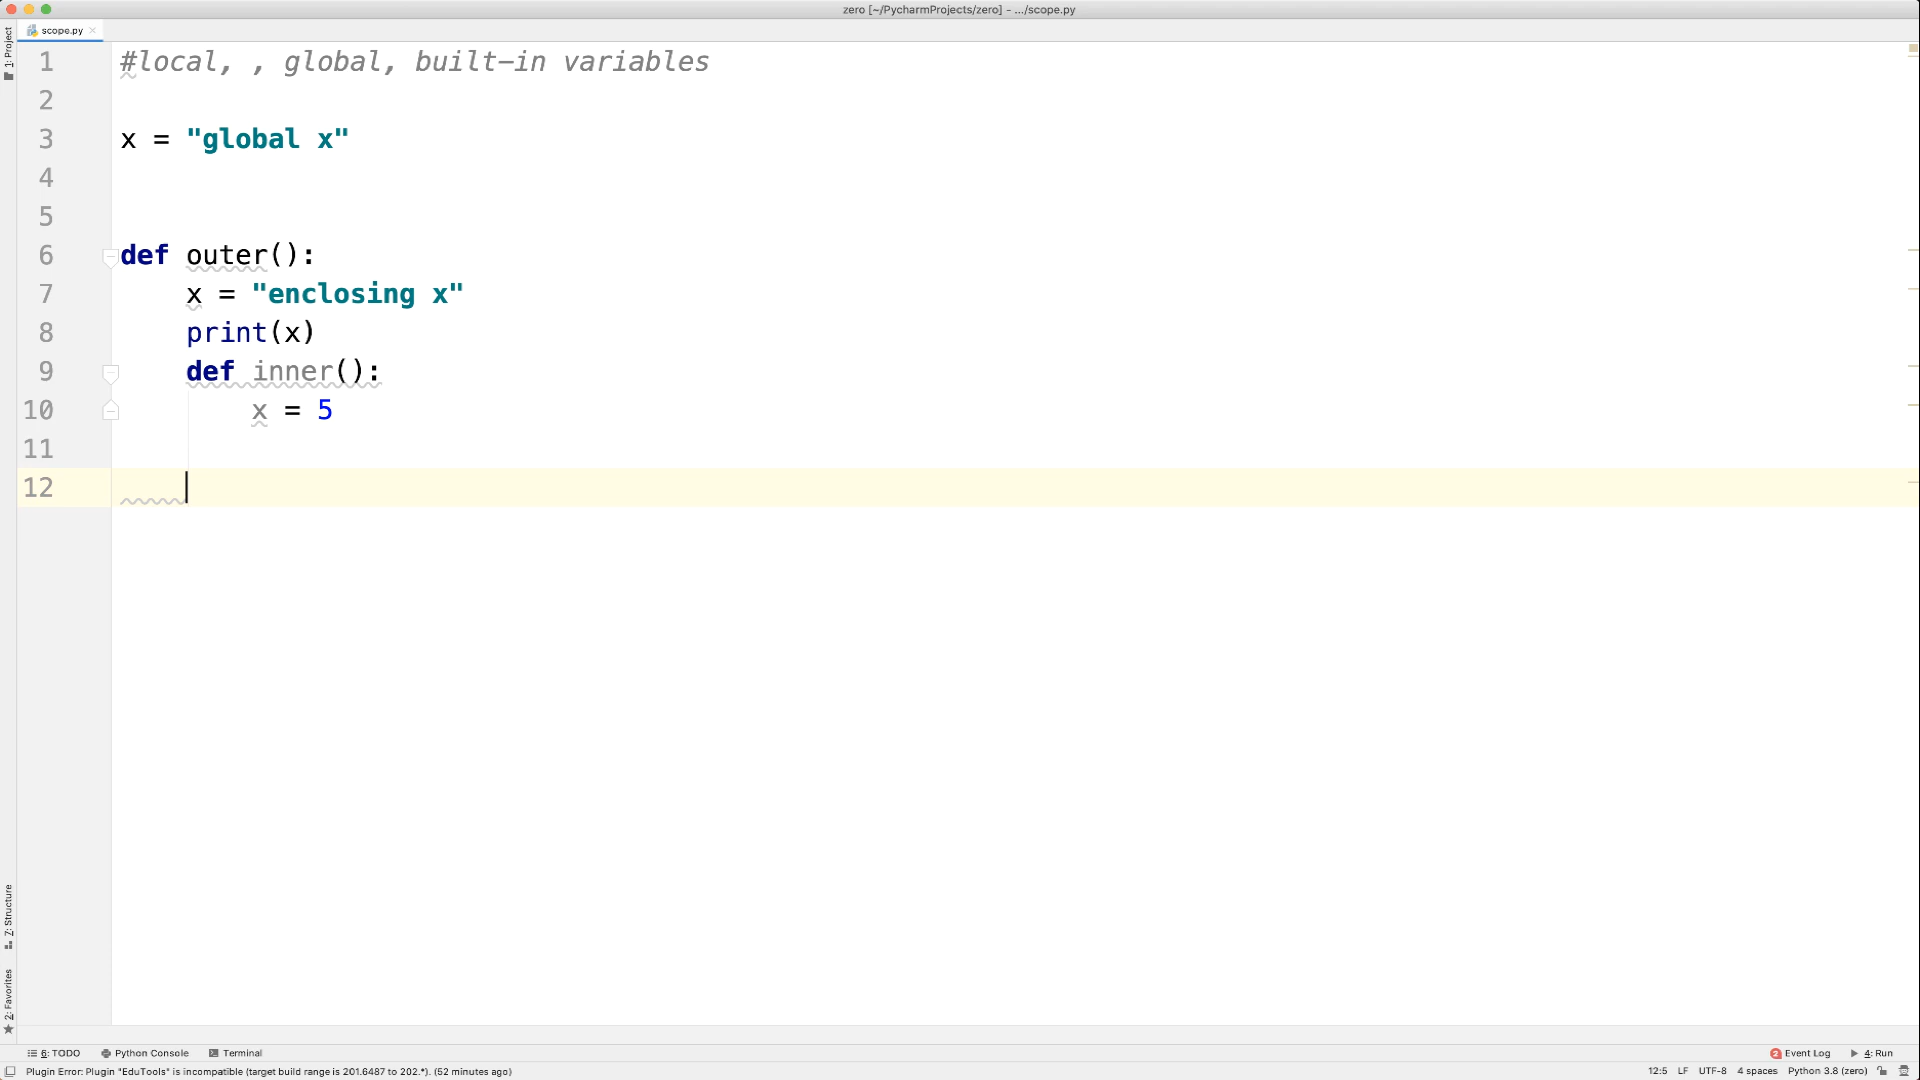 zero [~/PycharmProjects/zero] - .../scope.py
scope.py
1: Project
1 #local, , global, built-in variables
2
3 x = "global x"
4
5
6 def outer():
7 x = "enclosing x"
8 print(x)
9 def inner():
10 x = 5
11
12
7: Structure
2: Favorites
6: TODO Python Console Terminal 2 Event Log 4: Run
Plugin Error: Plugin "EduTools" is incompatible (target build range is 201.6487 to 202.*). (52 minutes ago) 12:5 LF UTF-8 4 spaces Python 3.8 (zero)